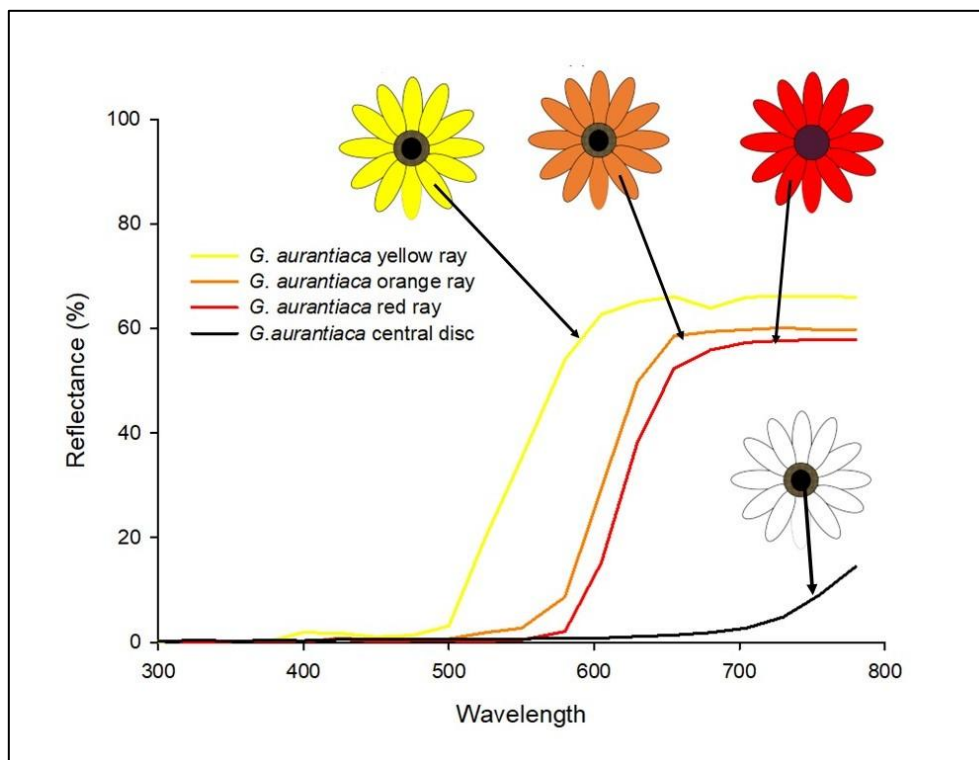 100
80
60
40
20
0
Reflectance (%)
G. aurantiaca yellow ray
G. aurantiaca orange ray
G. aurantiaca red ray
G.aurantiaca central disc
300 400 500 600 700 800
Wavelength